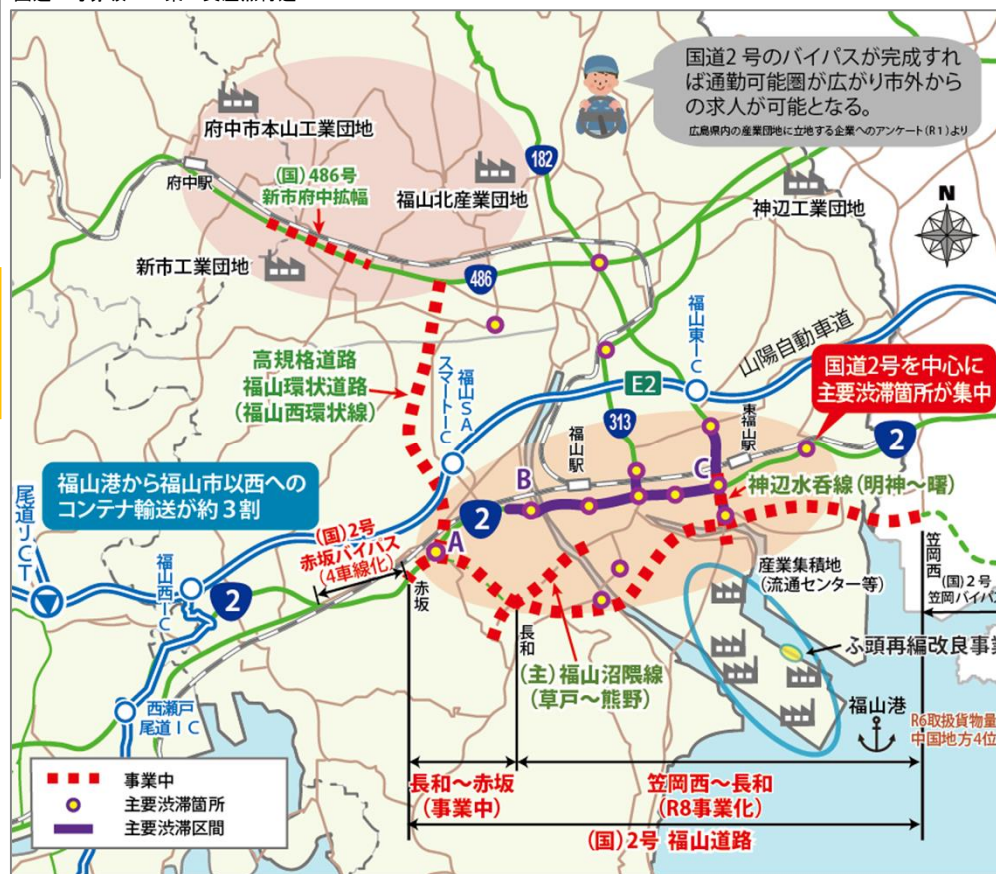 国道2号のバイパスが完成すれ
ば通勤可能圏が広がり市外から
の求人が可能となる。
広島県内の産業団地に立地する企業へのアンケート(R1)より
府中市本山工業団地
府中駅
(国)486号
新市府中拡幅
福山北産業団地
182
神辺工業団地
N
新市工業団地
486
高規格道路
福山環状道路
(福山西環状線)
福山SA
スマートIC
福山東IC
山陽自動車道
E2
国道2号を中心に
主要渋滞箇所が集中
313
福山駅
東福山駅
2
福山港から福山市以西への
コンテナ輸送が約3割
B
C
2
神辺水呑線(明神~曙)
尾道JCT
(国)2号
赤坂バイパス
(4車線化)
A
福山西IC
2
赤坂
長和
産業集積地
(流通センター等)
笠岡西
(国)2号
笠岡バイパ
(主)福山沼隈線
(草戸~熊野)
ふ頭再編改良事業
西瀬戸
尾道IC
福山港
R6取扱貨物量
中国地方4位
事業中
主要渋滞箇所
主要渋滞区間
長和~赤坂
(事業中)
笠岡西~長和
(R8事業化)
(国)2号 福山道路